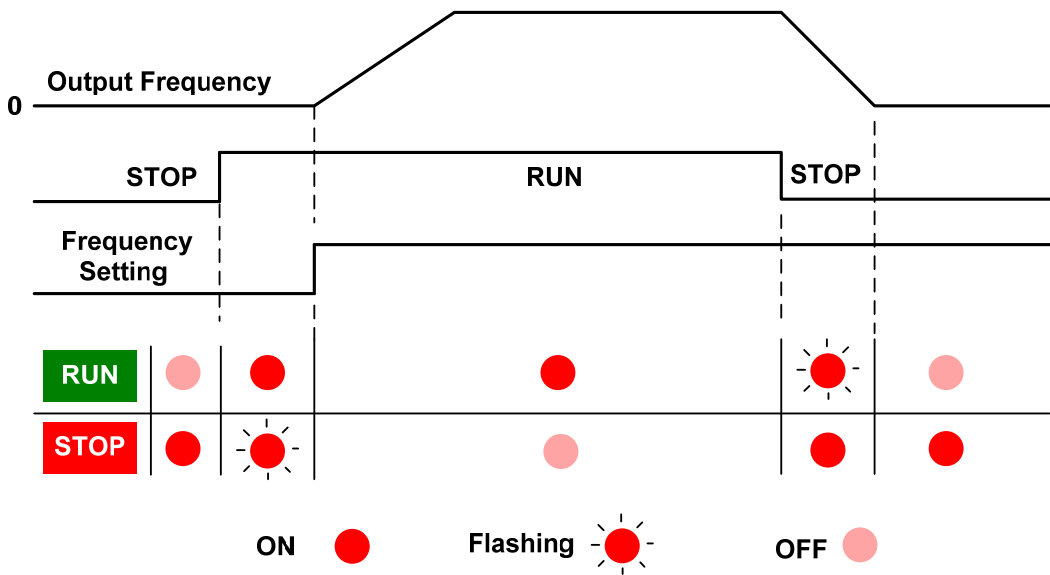 Output Frequency
0
STOP
RUN
STOP
Frequency
Setting
RUN
STOP
ON
Flashing
OFF